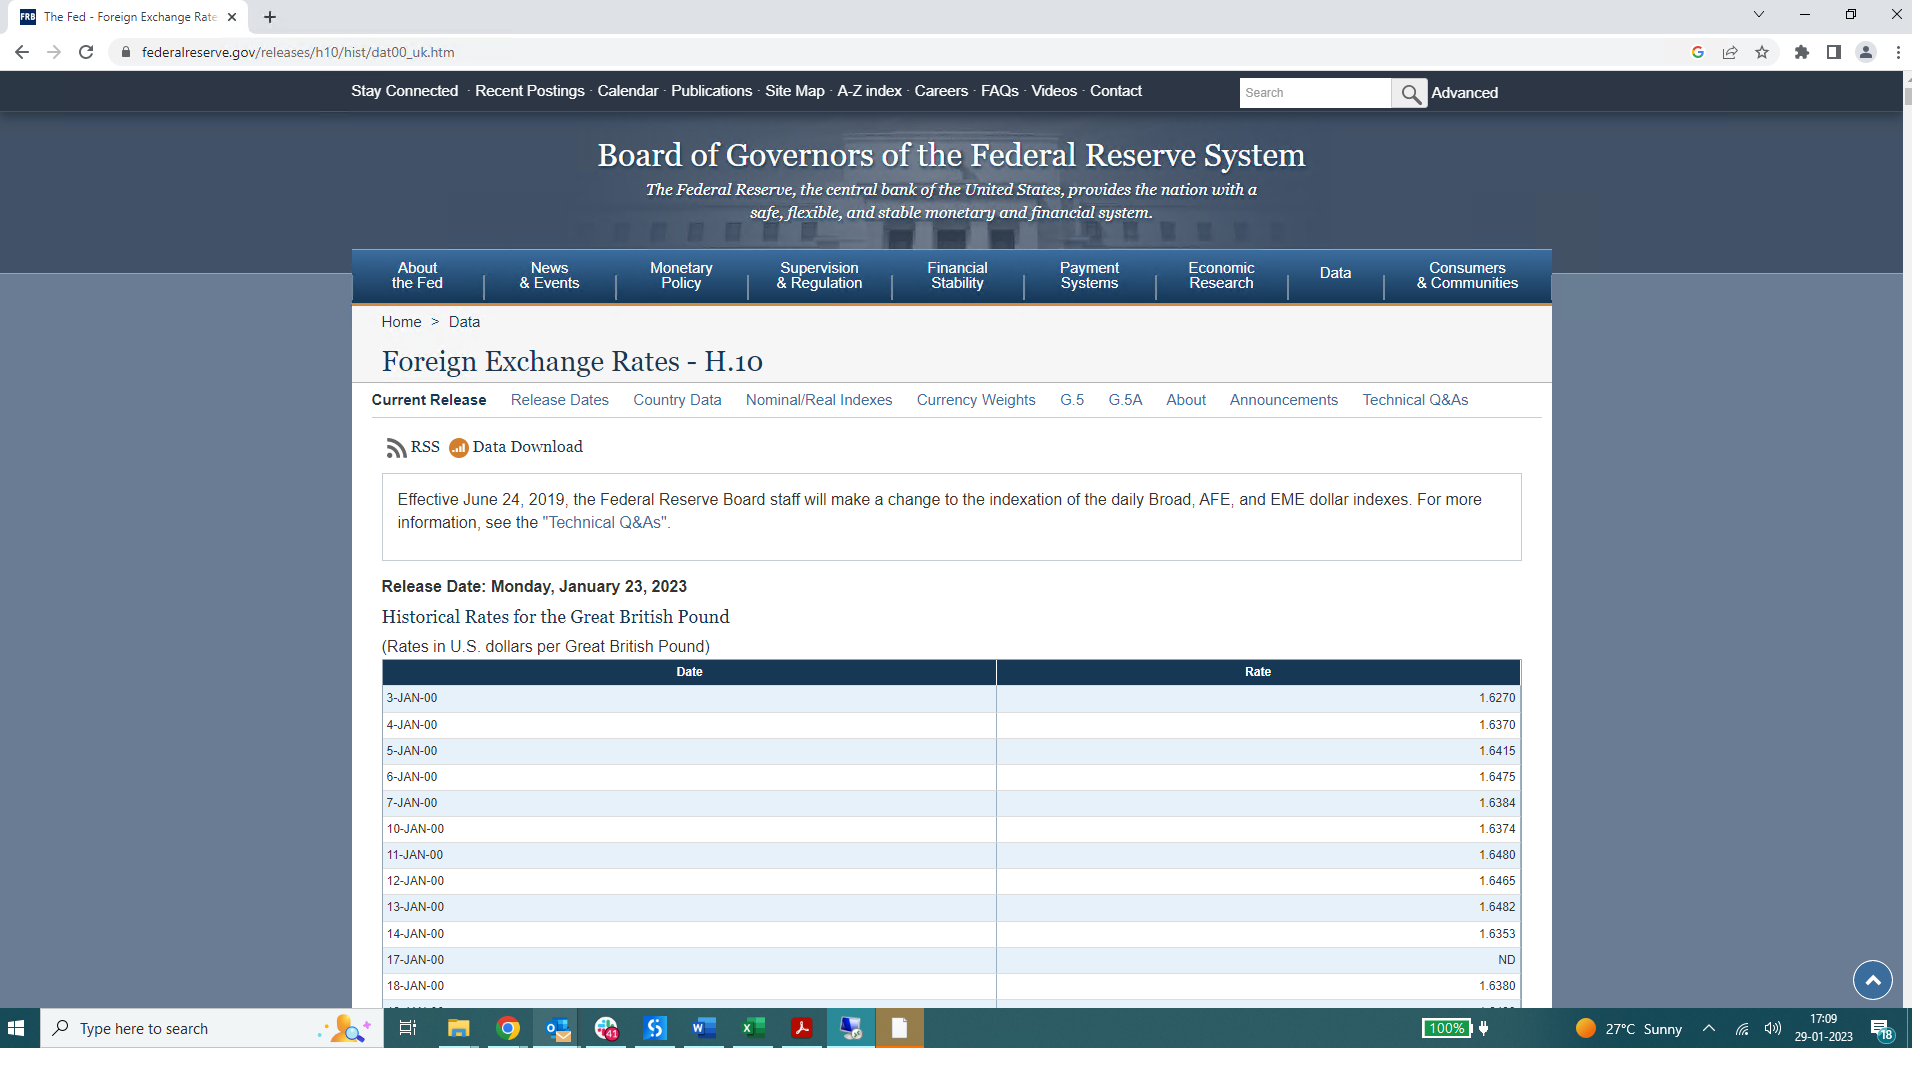 The Fed - Foreign Exchange Rate
federalreserve.gov/releases/h10/hist/dat00_uk.htm
Stay Connected · Recent Postings · Calendar · Publications · Site Map · A-Z index · Careers · FAQs · Videos · Contact
Search
Advanced
Board of Governors of the Federal Reserve System
The Federal Reserve, the central bank of the United States, provides the nation with a
safe, flexible, and stable monetary and financial system.
About
the Fed
News
& Events
Monetary
Policy
Supervision
& Regulation
Financial
Stability
Payment
Systems
Economic
Research
Data
Consumers
& Communities
Home > Data
Foreign Exchange Rates - H.10
Current Release Release Dates Country Data Nominal/Real Indexes Currency Weights G.5 G.5A About Announcements Technical Q&As
RSS Data Download
Effective June 24, 2019, the Federal Reserve Board staff will make a change to the indexation of the daily Broad, AFE, and EME dollar indexes. For more
information, see the "Technical Q&As".
Release Date: Monday, January 23, 2023
Historical Rates for the Great British Pound
(Rates in U.S. dollars per Great British Pound)
Date Rate
3-JAN-00 1.6270
4-JAN-00 1.6370
5-JAN-00 1.6415
6-JAN-00 1.6475
7-JAN-00 1.6384
10-JAN-00 1.6374
11-JAN-00 1.6480
12-JAN-00 1.6465
13-JAN-00 1.6482
14-JAN-00 1.6353
17-JAN-00 ND
18-JAN-00 1.6380
Type here to search
41
100%
27°C Sunny
17:09
29-01-2023
18